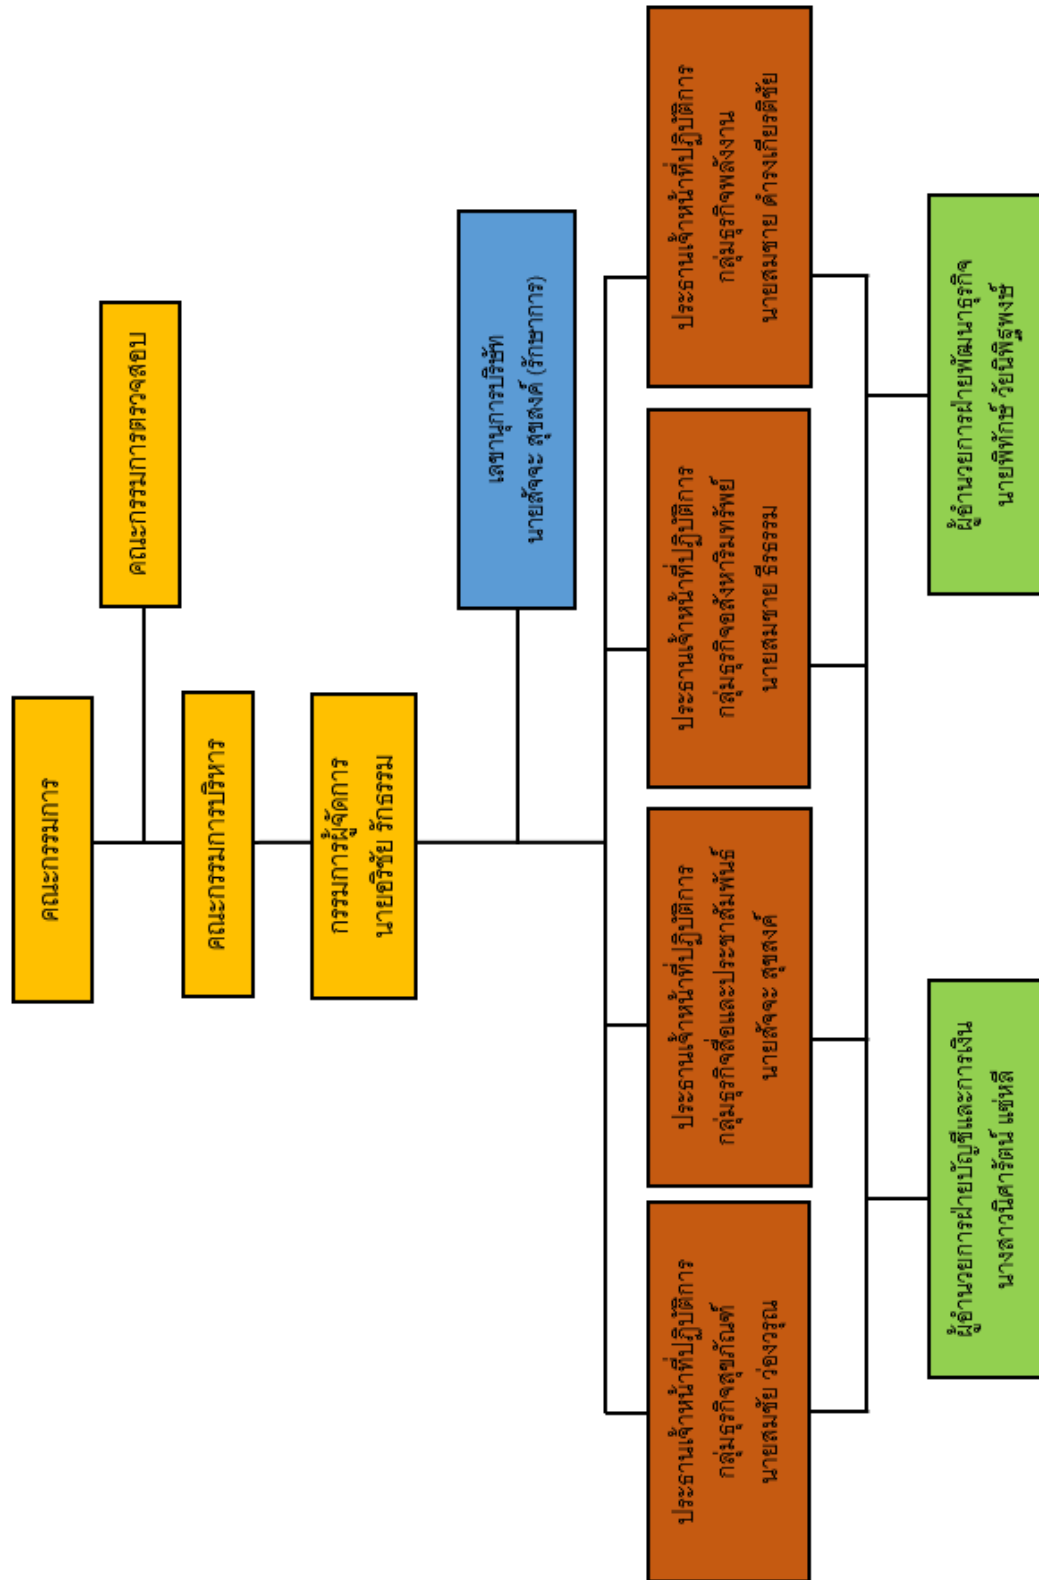 คณะกรรมการ
คณะกรรมการตรวจสอบ
คณะกรรมการบริหาร
กรรมการผู้จัดการ
นายอิริชัย รักธรรม
เลขานุการบริษัท
นายสัจจะ สุขสงค์ (รักษาการ)
ประธานเจ้าหน้าที่ปฏิบัติการ
กลุ่มธุรกิจสุขภัณฑ์
นายสมชัย ว่องวรุณ
ประธานเจ้าหน้าที่ปฏิบัติการ
กลุ่มธุรกิจสื่อและประชาสัมพันธ์
นายสัจจะ สุขสงค์
ประธานเจ้าหน้าที่ปฏิบัติการ
กลุ่มธุรกิจอสังหาริมทรัพย์
นายสมชาย ธีรธรรม
ประธานเจ้าหน้าที่ปฏิบัติการ
กลุ่มธุรกิจพลังงาน
นายสมชาย ดำรงเกียรติชัย
ผู้อำนวยการฝ่ายบัญชีและการเงิน
นางสาวนิศารัตน์ แซ่หลี
ผู้อำนวยการฝ่ายพัฒนาธุรกิจ
นายพิทักษ์ วัยนิพิฐพงษ์